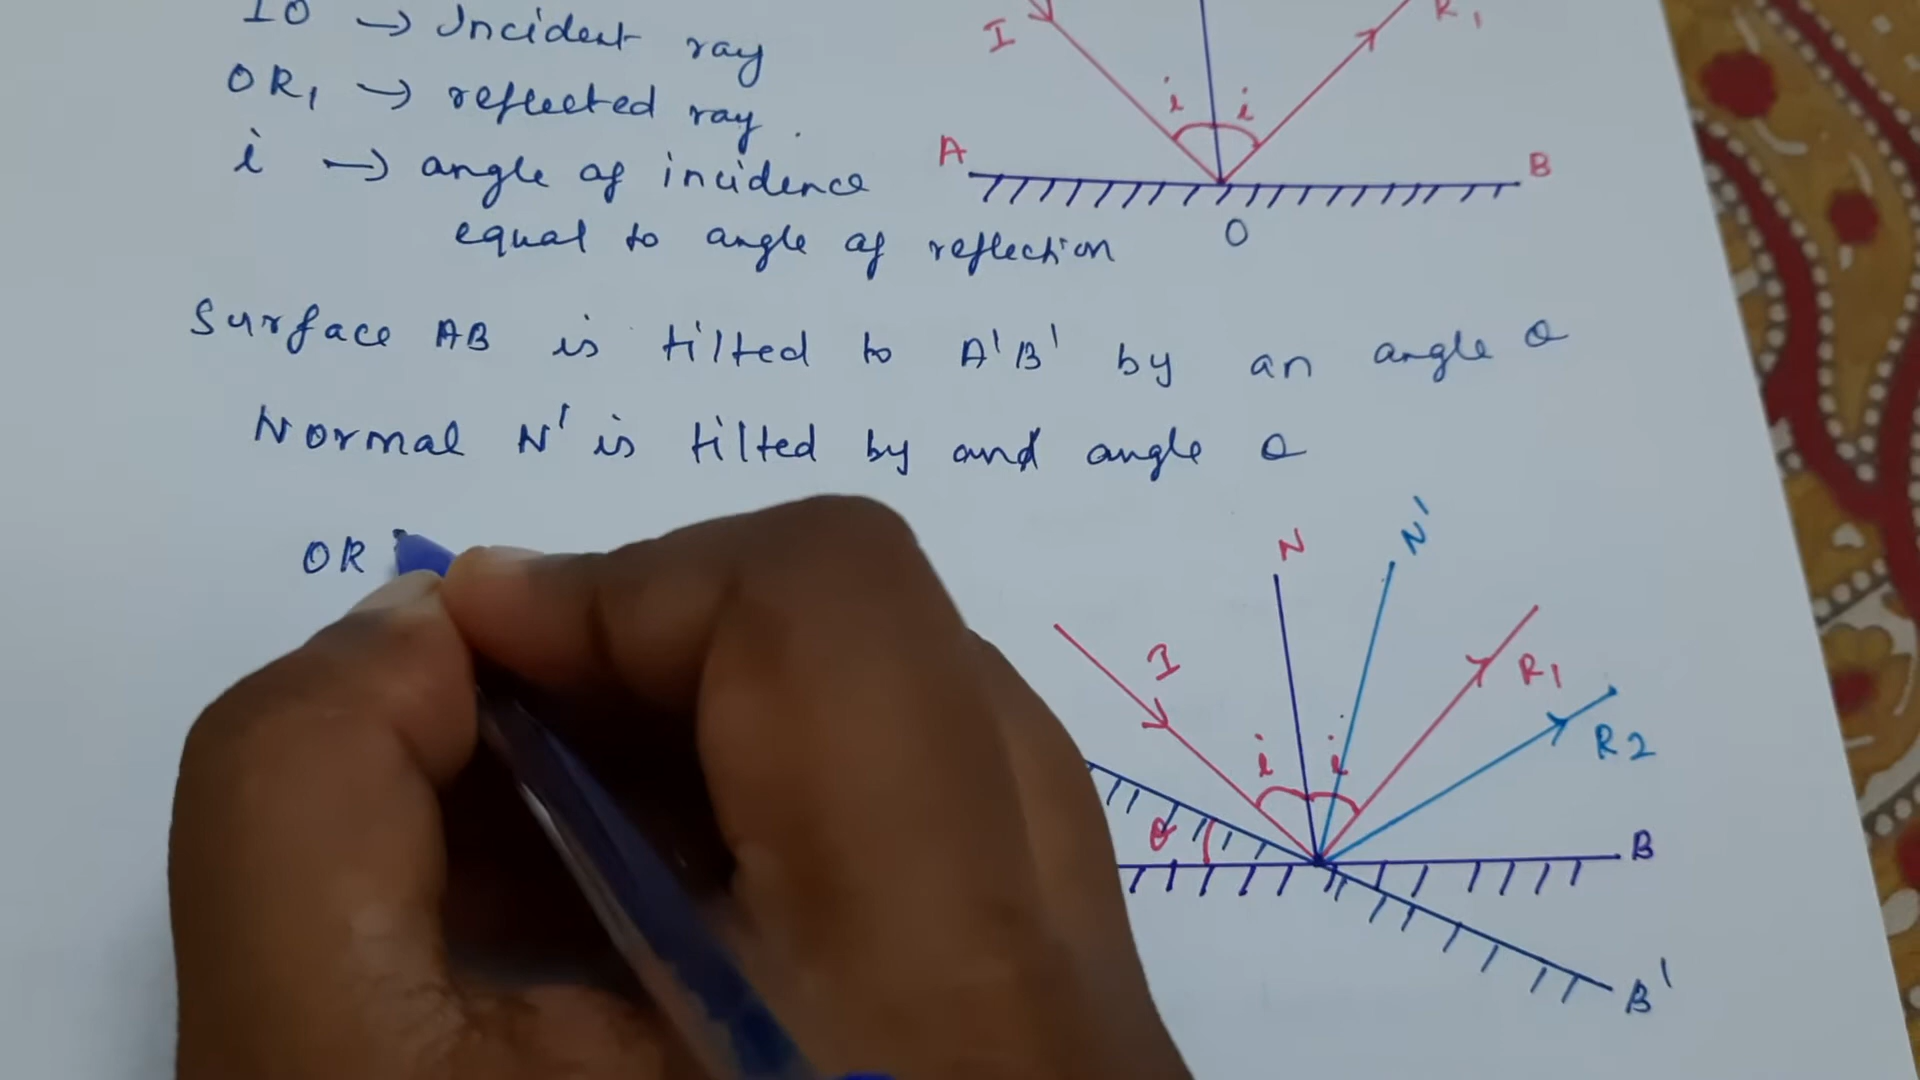 IO → Incident ray
OR1 → reflected ray.
i → angle of incidence
equal to angle of reflection
Surface AB is tilted to A'B' by an angle θ
Normal N' is tilted by and angle θ
OR
I
R1
i i
A
B
O
N
N'
I
R1
R2
i i
θ
B
B'